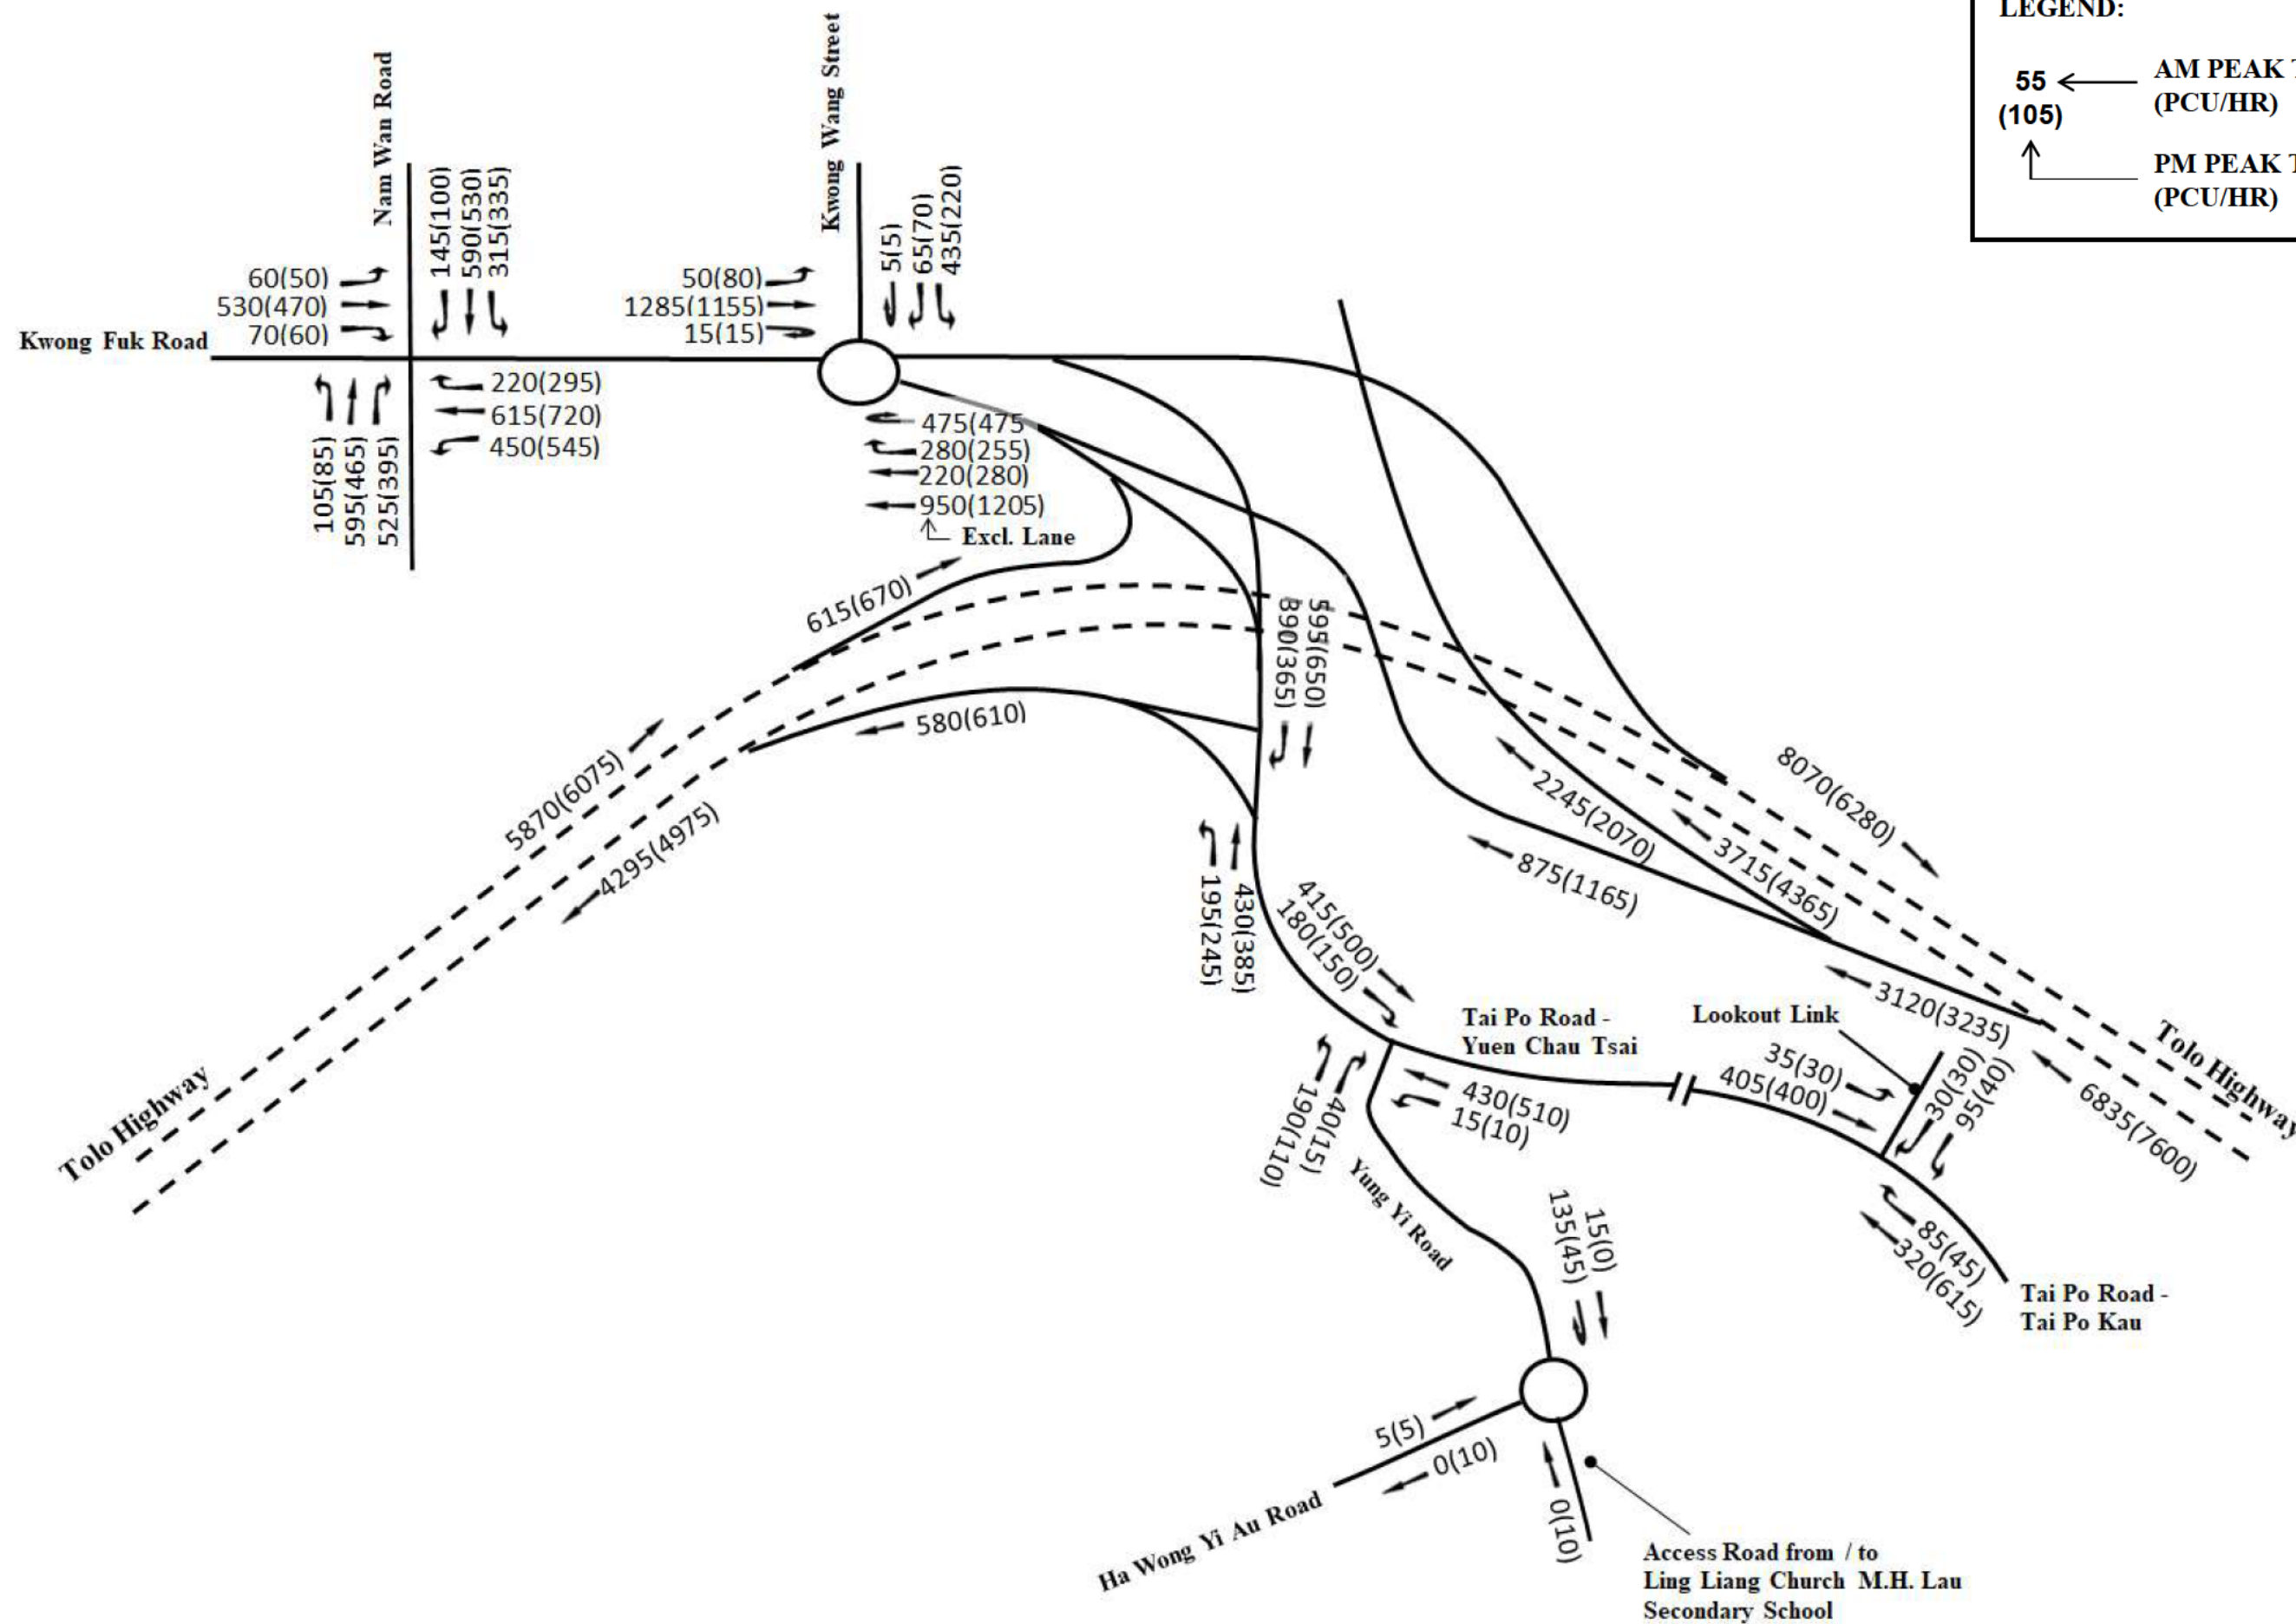 LEGEND:
55
(105)
AM PEAK
(PCU/HR)
PM PEAK
(PCU/HR)
Nam Wan Road
145(100)
590(530)
315(335)
60(50)
530(470)
70(60)
Kwong Fuk Road
220(295)
615(720)
450(545)
105(85)
595(465)
525(395)
Kwong Wang Street
5(5)
65(70)
435(220)
50(80)
1285(1155)
15(15)
475(475
280(255)
220(280)
950(1205)
Excl. Lane
615(670)
580(610)
5870(6075)
4295(4975)
Tolo Highway
595(650)
390(365)
2245(2070)
875(1165)
3715(4365)
8070(6280)
3120(3235)
6835(7600)
Tolo Highway
195(245)
430(385)
415(500)
180(150)
Tai Po Road -
Yuen Chau Tsai
Lookout Link
35(30)
405(400)
30(30)
95(40)
430(510)
15(10)
190(110)
40(15)
Yung Yi Road
85(45)
320(615)
Tai Po Road -
Tai Po Kau
15(0)
135(45)
5(5)
0(10)
0(10)
Ha Wong Yi Au Road
Access Road from / to
Ling Liang Church M.H. Lau
Secondary School